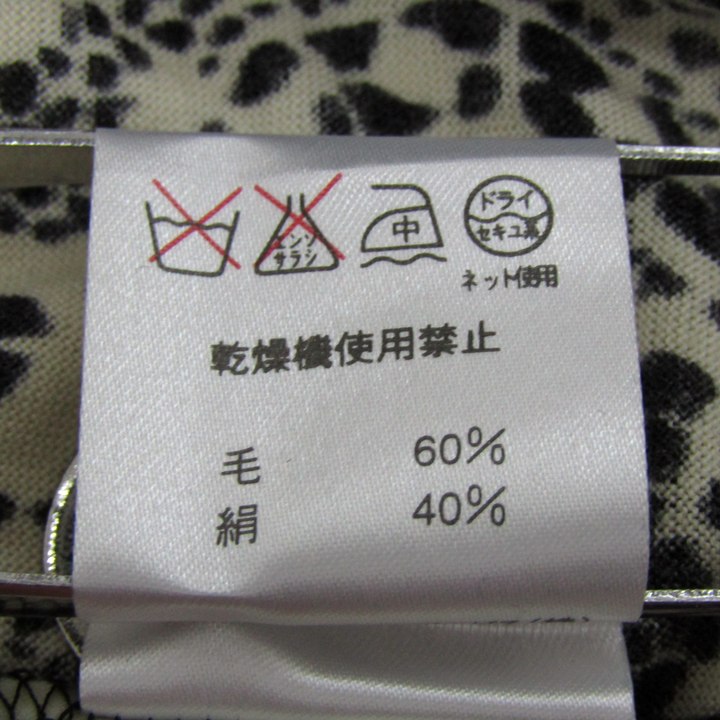 エンソ
サラシ
中
ドライ
セキユ系
ネット使用
乾燥機使用禁止
毛 60%
絹 40%